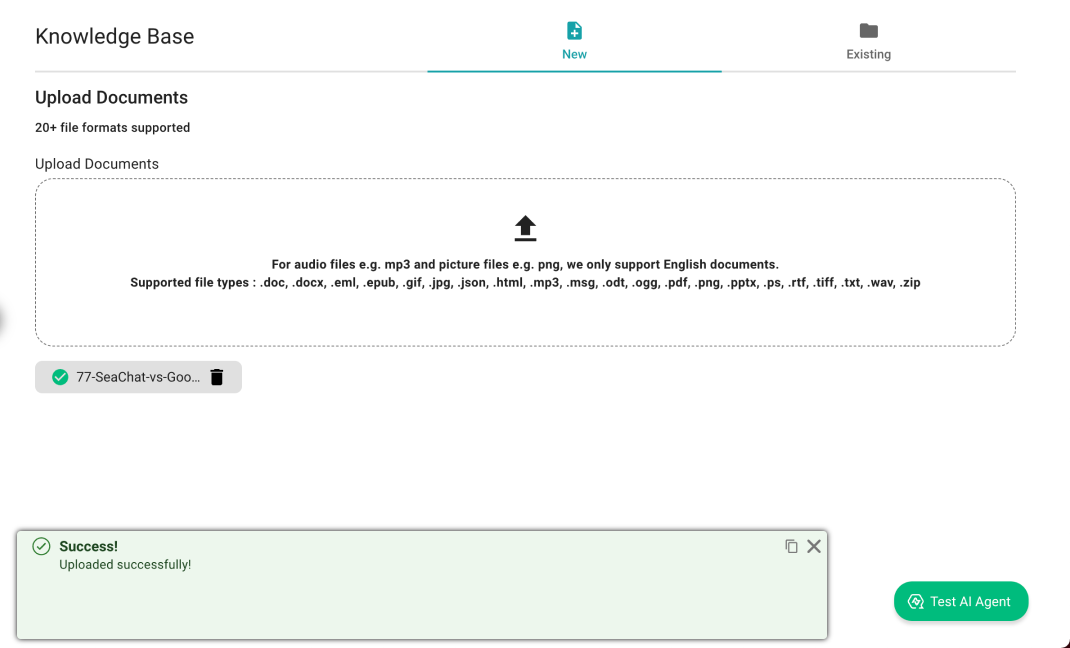 Knowledge Base
New
Existing
Upload Documents
20+ file formats supported
Upload Documents
For audio files e.g. mp3 and picture files e.g. png, we only support English documents.
Supported file types : .doc, .docx, .eml, .epub, .gif, .jpg, .json, .html, .mp3, .msg, .odt, .ogg, .pdf, .png, .pptx, .ps, .rtf, .tiff, .txt, .wav, .zip
77-SeaChat-vs-Goo...
Success!
Uploaded successfully!
Test AI Agent